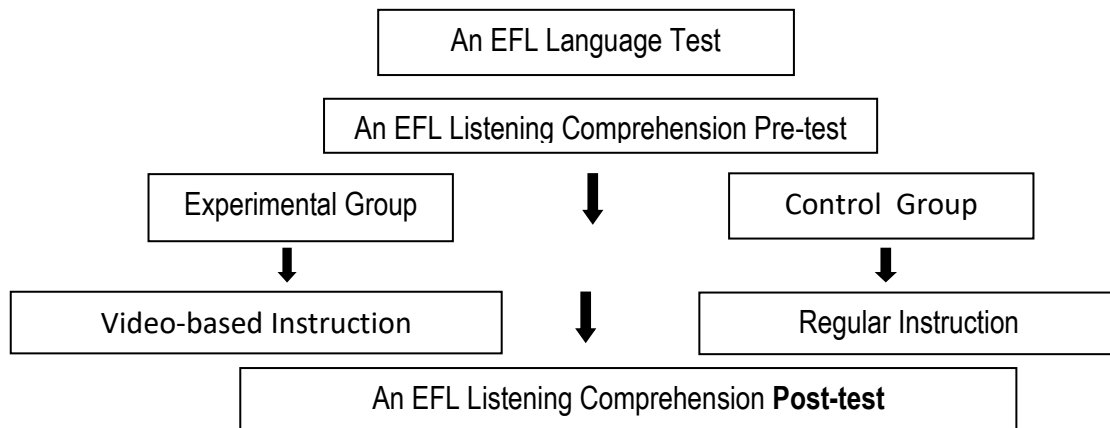 An EFL Language Test
An EFL Listening Comprehension Pre-test
Experimental Group
Control Group
Video-based Instruction
Regular Instruction
An EFL Listening Comprehension Post-test